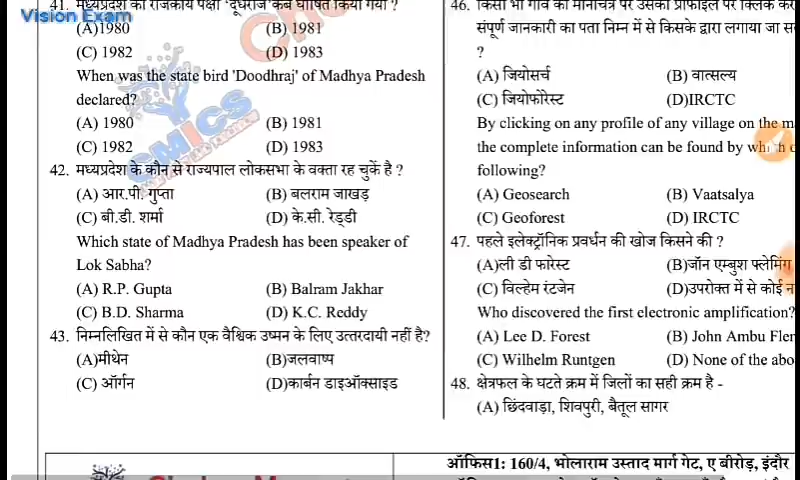 Vision Exam
41. मध्यप्रदेश का राजकीय पक्षी 'दूधराज' कब घोषित किया गया ?
(A)1980 (B) 1981
(C) 1982 (D) 1983
When was the state bird 'Doodhraj' of Madhya Pradesh
declared?
(A) 1980 (B) 1981
(C) 1982 (D) 1983
42. मध्यप्रदेश के कौन से राज्यपाल लोकसभा के वक्ता रह चुकें है ?
(A) आर.पी. गुप्ता (B) बलराम जाखड़
(C) बी.डी. शर्मा (D) के.सी. रेड्डी
Which state of Madhya Pradesh has been speaker of
Lok Sabha?
(A) R.P. Gupta (B) Balram Jakhar
(C) B.D. Sharma (D) K.C. Reddy
43. निम्नलिखित में से कौन एक वैश्विक उष्मन के लिए उत्तरदायी नहीं है?
(A)मीथेन (B)जलवाष्प
(C) ऑर्गन (D)कार्बन डाइऑक्साइड
46. किसी भी गांव की मानचित्र पर उसकी प्रोफाइल पर क्लिक कर
संपूर्ण जानकारी का पता निम्न में से किसके द्वारा लगाया जा
?
(A) जियोसर्च (B) वात्सल्य
(C) जियोफोरेस्ट (D)IRCTC
By clicking on any profile of any village on the
the complete information can be found by
following?
(A) Geosearch (B) Vaatsalya
(C) Geoforest (D) IRCTC
47. पहले इलेक्ट्रॉनिक प्रवर्धन की खोज किसने की ?
(A)ली डी फारेस्ट (B)जॉन एम्बुश फ्लेमिंग
(C) विल्हेम रंटजेन (D)उपरोक्त में से कोई
Who discovered the first electronic amplification?
(A) Lee D. Forest (B) John Ambu
(C) Wilhelm Runtgen (D) None of the
48. क्षेत्रफल के घटते क्रम में जिलों का सही क्रम है -
(A) छिंदवाड़ा, शिवपुरी, बैतूल सागर
ऑफिस1: 160/4, भोलाराम उस्ताद मार्ग गेट, ए बीरोड़, इंदौर